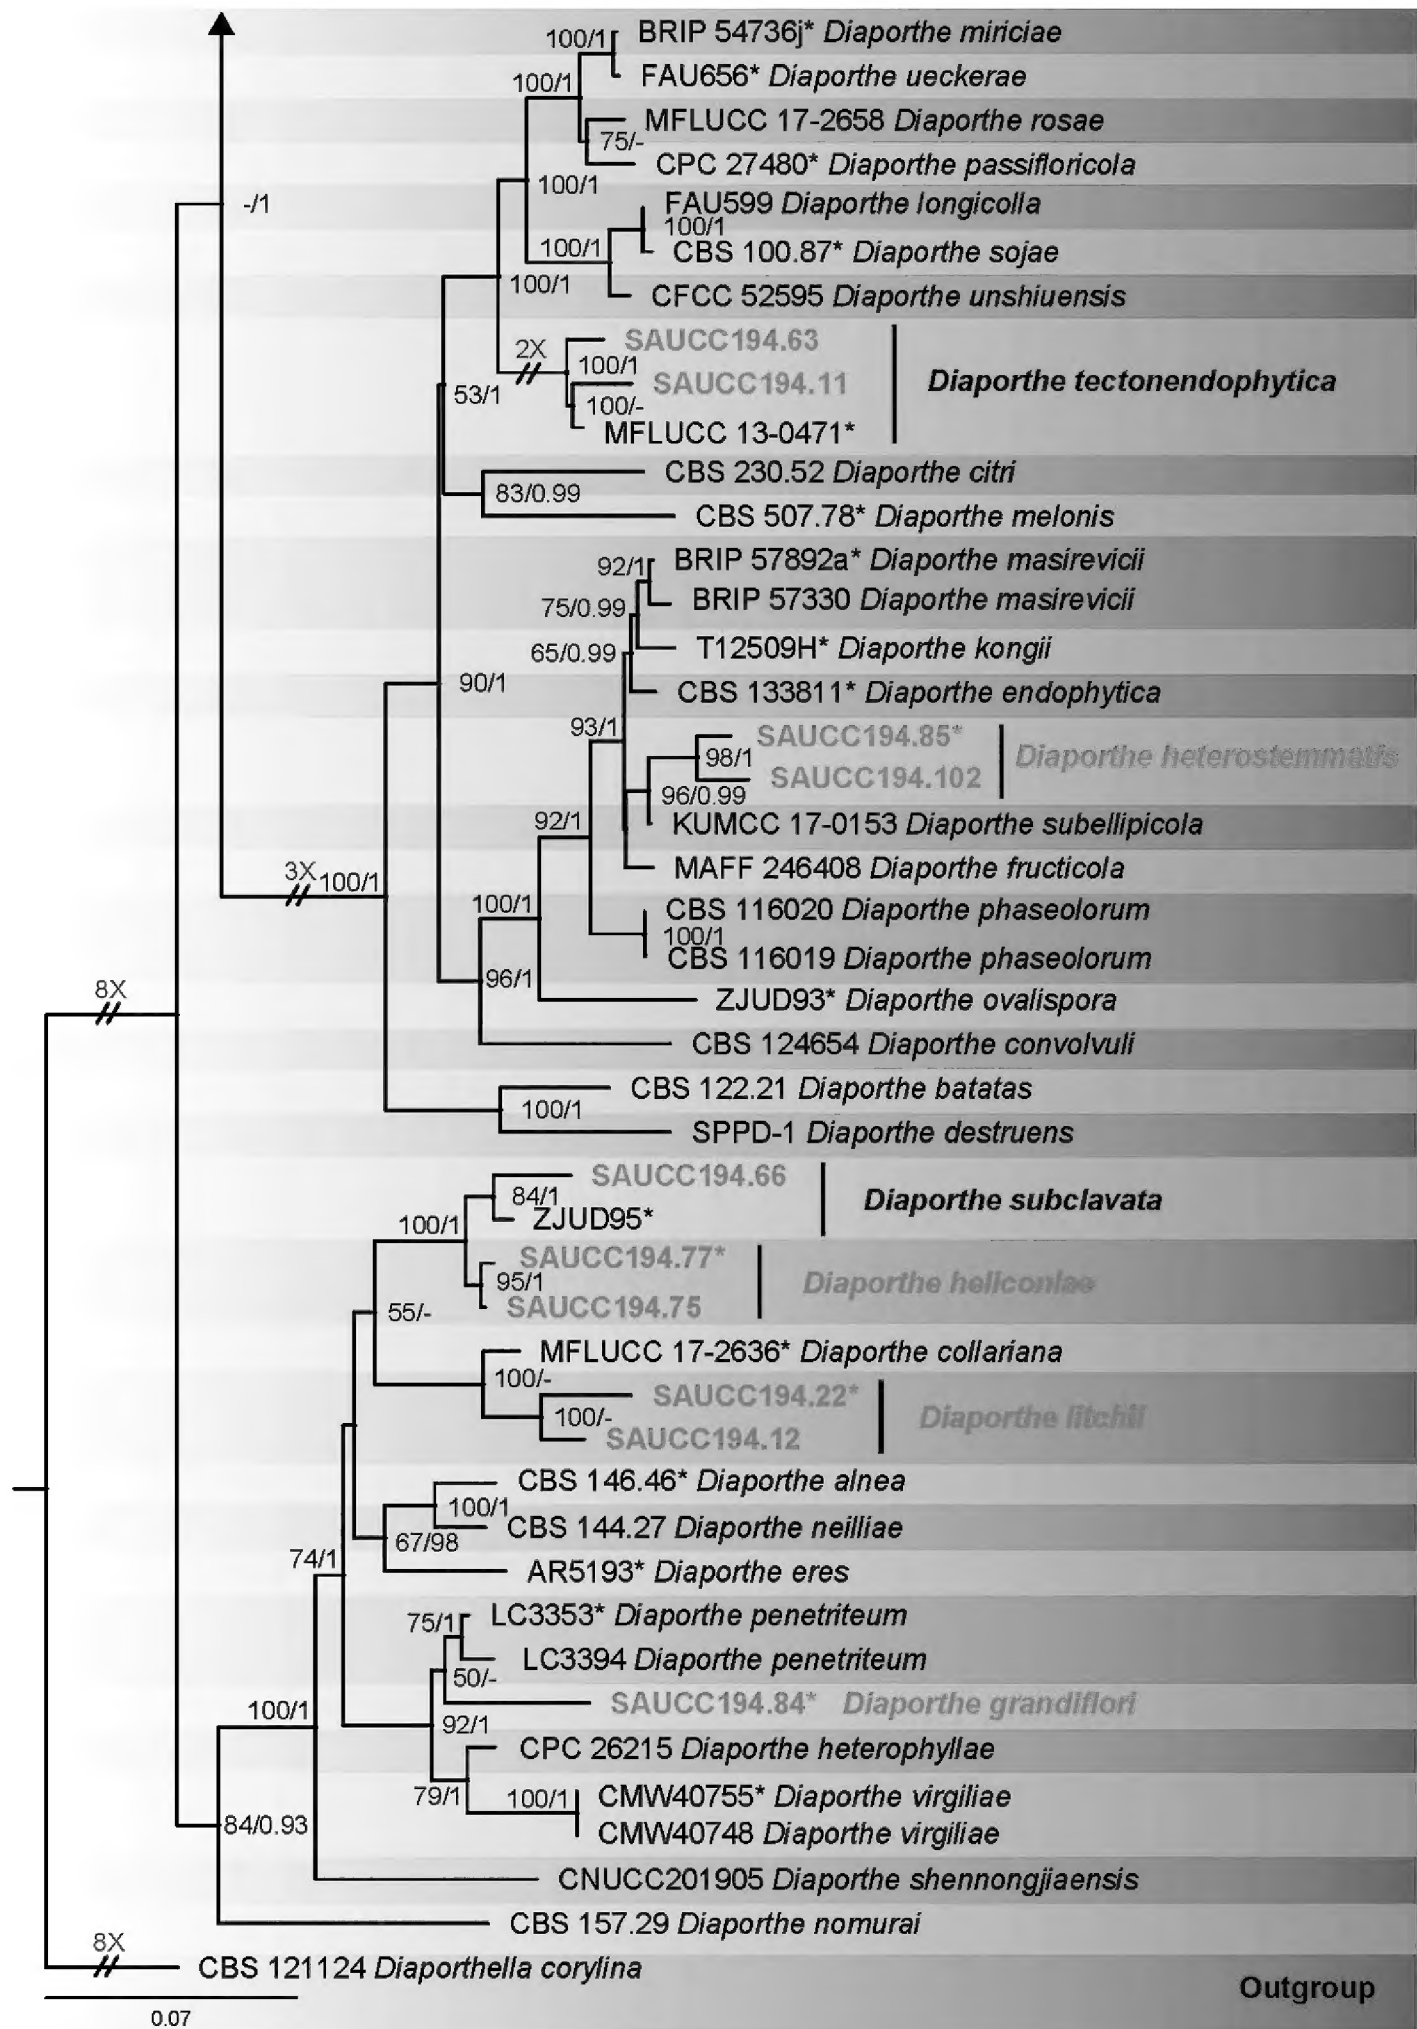 100/1
BRIP 54736j* Diaporthe miriciae
100/1
FAU656* Diaporthe ueckerae
MFLUCC 17-2658 Diaporthe rosae
75/-
CPC 27480* Diaporthe passifloricola
100/1
-/1
FAU599 Diaporthe longicolla
100/1
100/1
CBS 100.87* Diaporthe sojae
100/1
CFCC 52595 Diaporthe unshiuensis
SAUCC194.63
2X
100/1
SAUCC194.11
Diaporthe tectonendophytica
53/1
100/-
MFLUCC 13-0471*
CBS 230.52 Diaporthe citri
83/0.99
CBS 507.78* Diaporthe melonis
92/1
BRIP 57892a* Diaporthe masirevicii
75/0.99
BRIP 57330 Diaporthe masirevicii
65/0.99
T12509H* Diaporthe kongii
90/1
CBS 133811* Diaporthe endophytica
93/1
SAUCC194.85*
98/1
Diaporthe heterostemmatis
SAUCC194.102
96/0.99
92/1
KUMCC 17-0153 Diaporthe subellipicola
MAFF 246408 Diaporthe fructicola
3X
100/1
100/1
CBS 116020 Diaporthe phaseolorum
100/1
CBS 116019 Diaporthe phaseolorum
96/1
8X
ZJUD93* Diaporthe ovalispora
CBS 124654 Diaporthe convolvuli
CBS 122.21 Diaporthe batatas
100/1
SPPD-1 Diaporthe destruens
SAUCC194.66
84/1
Diaporthe subclavata
100/1
ZJUD95*
SAUCC194.77*
95/1
Diaporthe heliconiae
55/-
SAUCC194.75
MFLUCC 17-2636* Diaporthe collariana
100/-
SAUCC194.22*
100/-
Diaporthe litchii
SAUCC194.12
CBS 146.46* Diaporthe alnea
100/1
CBS 144.27 Diaporthe neilliae
67/98
74/1
AR5193* Diaporthe eres
75/1
LC3353* Diaporthe penetriteum
LC3394 Diaporthe penetriteum
50/-
SAUCC194.84* Diaporthe grandiflori
100/1
92/1
CPC 26215 Diaporthe heterophyllae
79/1
100/1
CMW40755* Diaporthe virgiliae
84/0.93
CMW40748 Diaporthe virgiliae
CNUCC201905 Diaporthe shennongjiaensis
CBS 157.29 Diaporthe nomurai
8X
CBS 121124 Diaporthella corylina
Outgroup
0.07